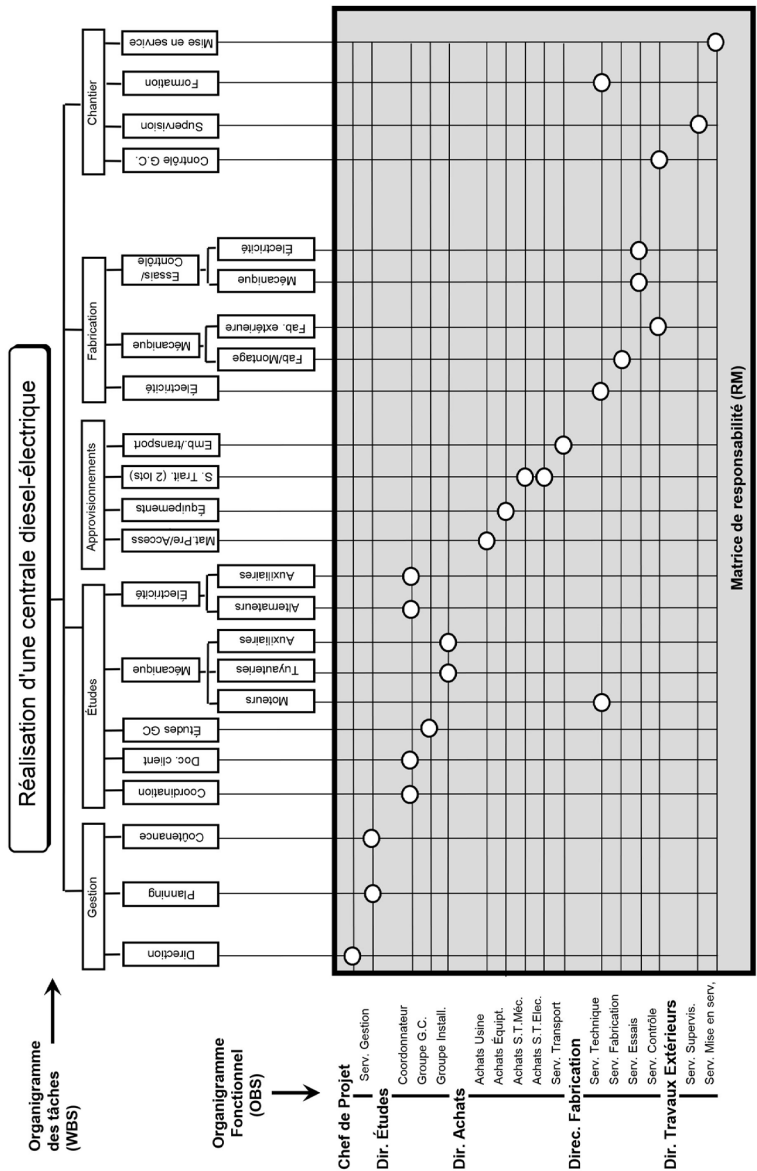 Réalisation d'une centrale diesel-électrique
Organigramme
des tâches
(WBS)
Gestion
Études
Approvisionnements
Fabrication
Chantier
Direction
Planning
Coûtenance
Coordination
Doc. client
Études GC
Mécanique
Électricité
Mat.Pre/Access
Équipements
S. Trait. (2 lots)
Emb./transport
Électricité
Mécanique
Essais/
Contrôle
Contrôle G.C.
Supervision
Formation
Mise en service
Moteurs
Tuyauteries
Auxiliaires
Alternateurs
Auxiliaires
Fab/Montage
Fab. extérieure
Mécanique
Électricité
Organigramme
Fonctionnel
(OBS)
Chef de Projet
Serv. Gestion
Dir. Études
Coordonnateur
Groupe G.C.
Groupe Install.
Dir. Achats
Achats Usine
Achats Équipt.
Achats S.T.Méc.
Achats S.T.Elec.
Serv. Transport
Direc. Fabrication
Serv. Technique
Serv. Fabrication
Serv. Essais
Serv. Contrôle
Dir. Travaux Extérieurs
Serv. Supervis.
Serv. Mise en serv,
Matrice de responsabilité (RM)